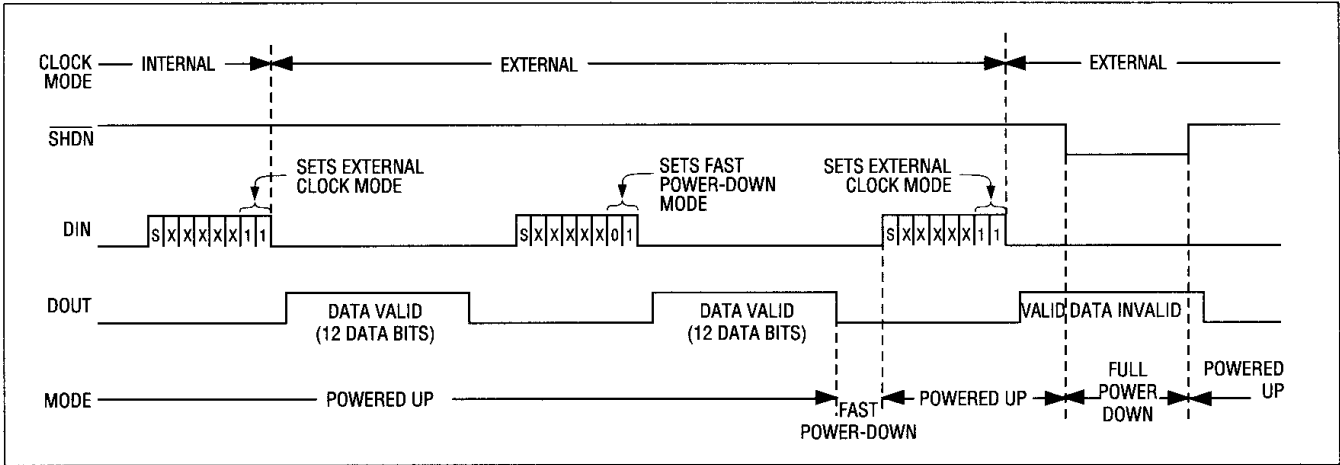 CLOCK MODE INTERNAL EXTERNAL EXTERNAL
SHDN
SETS EXTERNAL CLOCK MODE
SETS FAST POWER-DOWN MODE
SETS EXTERNAL CLOCK MODE
DIN S X X X X X 1 1 S X X X X X 0 1 S X X X X X 1 1
DOUT DATA VALID (12 DATA BITS) DATA VALID (12 DATA BITS) VALID DATA INVALID
MODE POWERED UP FAST POWER-DOWN POWERED UP FULL POWER DOWN POWERED UP